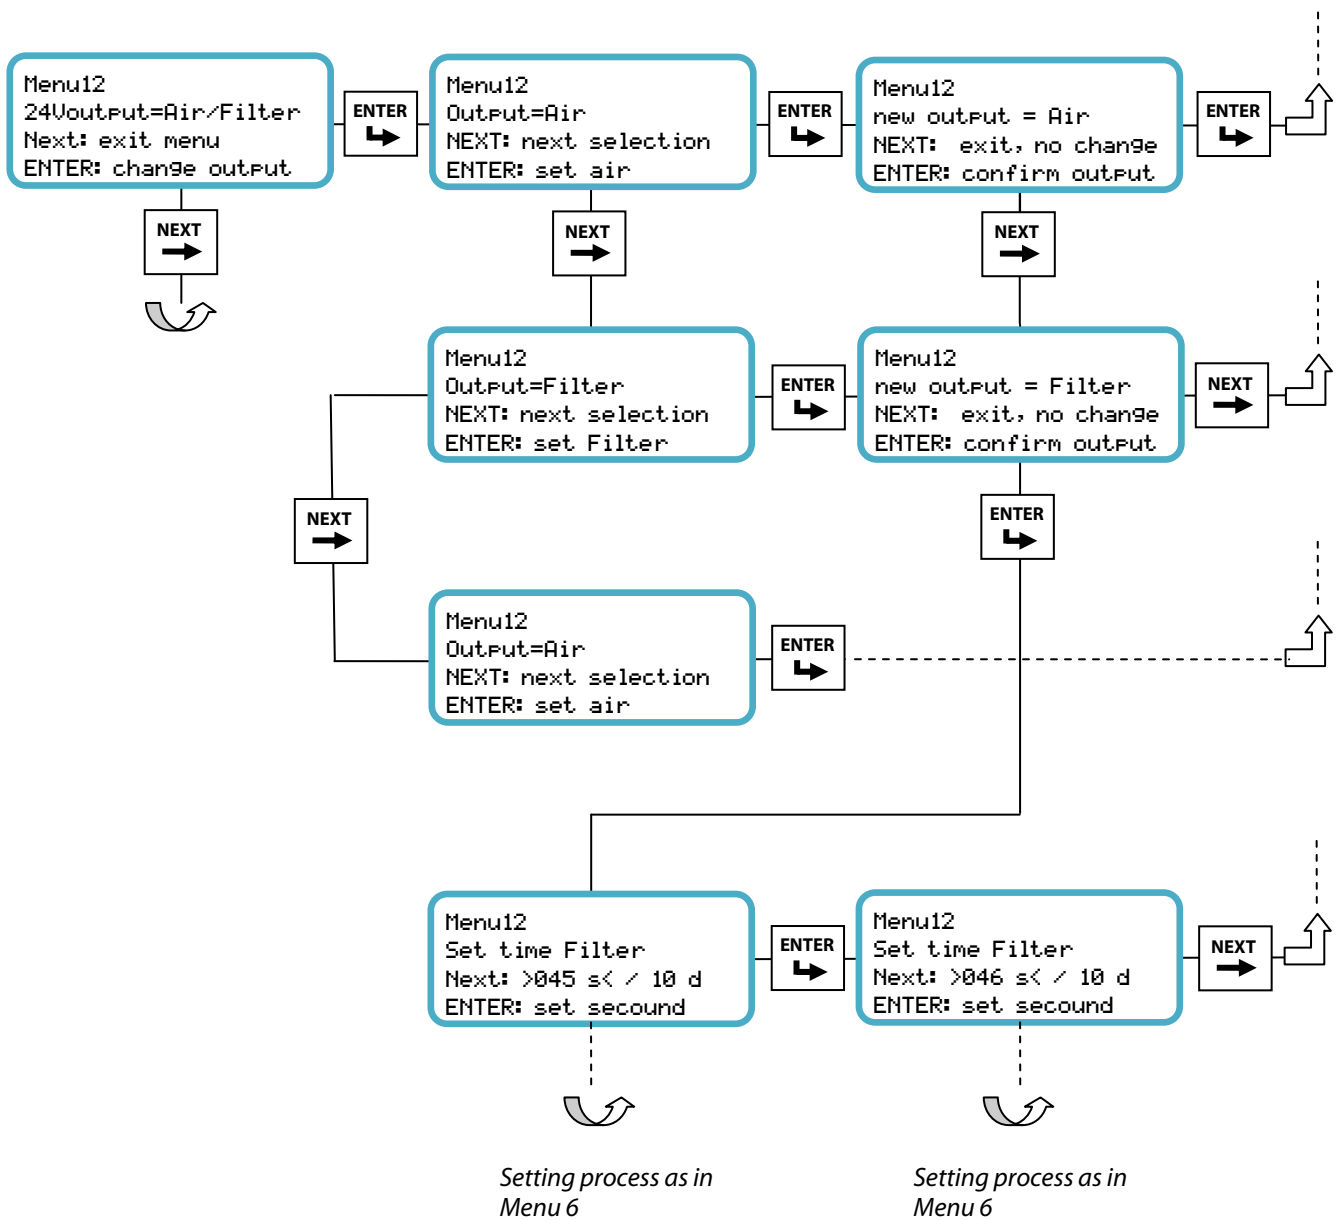 Menu12
24Voutput=Air/Filter
Next: exit menu
ENTER: change output
ENTER
Menu12
Output=Air
NEXT: next selection
ENTER: set air
ENTER
Menu12
new output = Air
NEXT: exit, no change
ENTER: confirm output
ENTER
NEXT
NEXT
NEXT
Menu12
Output=Filter
NEXT: next selection
ENTER: set Filter
ENTER
Menu12
new output = Filter
NEXT: exit, no change
ENTER: confirm output
NEXT
NEXT
ENTER
Menu12
Output=Air
NEXT: next selection
ENTER: set air
ENTER
Menu12
Set time Filter
Next: >045 s< / 10 d
ENTER: set secound
ENTER
Menu12
Set time Filter
Next: >046 s< / 10 d
ENTER: set secound
NEXT
Setting process as in
Menu 6
Setting process as in
Menu 6